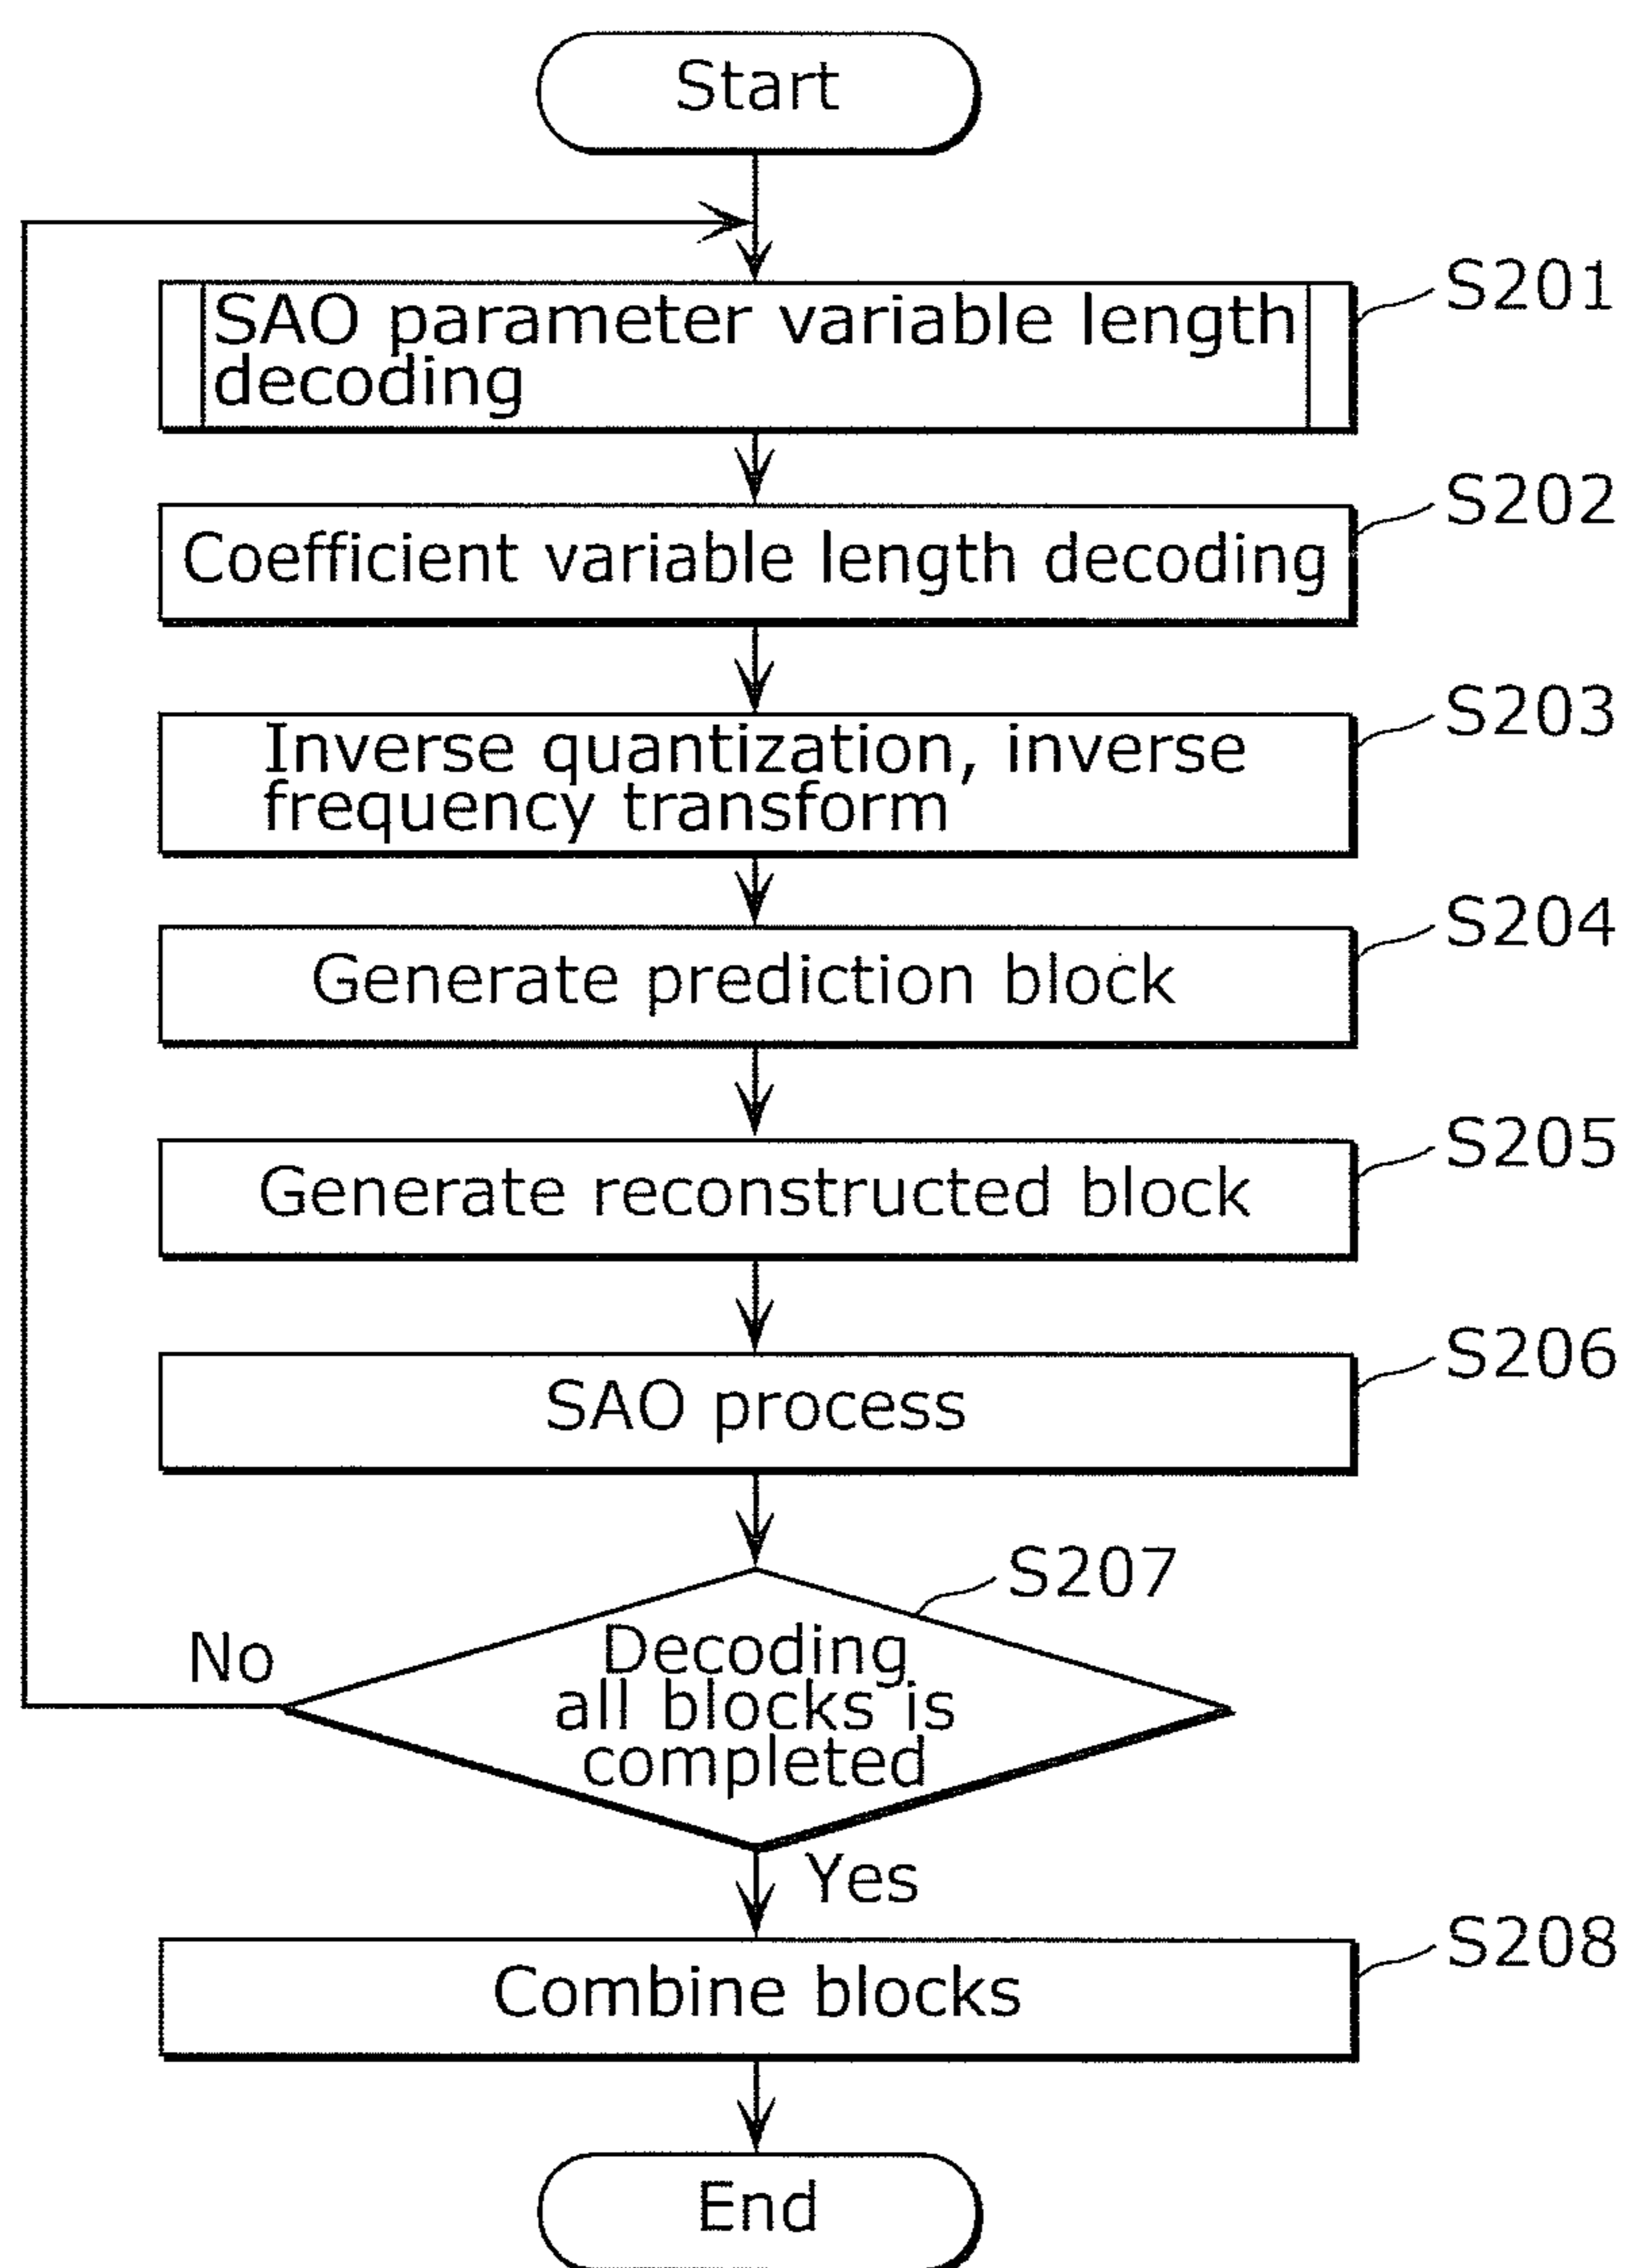 Start
SAO parameter variable length
decoding
S201
Coefficient variable length decoding
S202
Inverse quantization, inverse
frequency transform
S203
Generate prediction block
S204
Generate reconstructed block
S205
SAO process
S206
S207
Decoding
all blocks is
completed
No
Yes
Combine blocks
S208
End